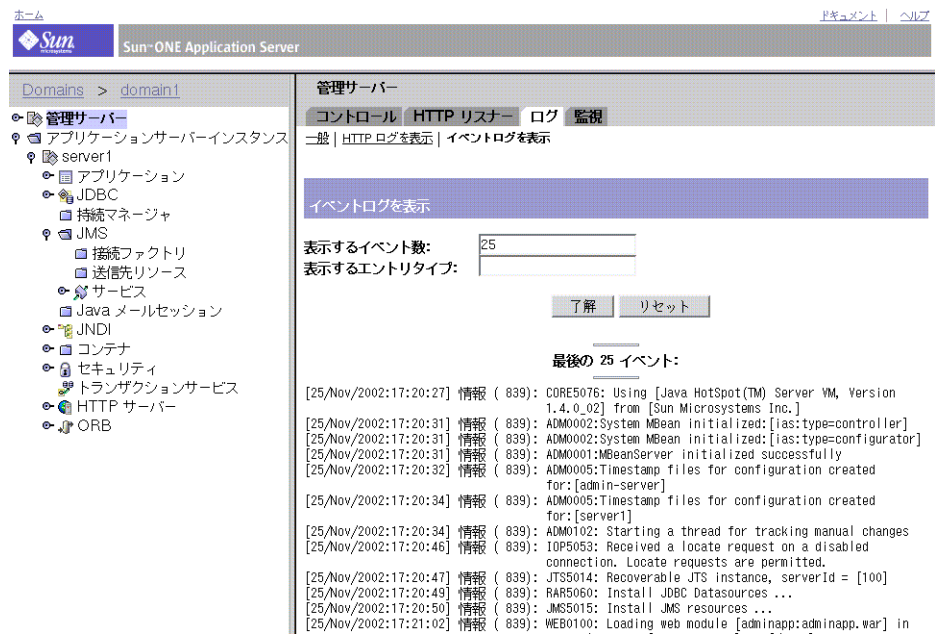 ホーム
ドキュメント | ヘルプ
Sun
microsystems
Sun ONE Application Server
Domains > domain1
管理サーバー
アプリケーションサーバーインスタンス
server1
アプリケーション
JDBC
持続マネージャ
JMS
接続ファクトリ
送信先リソース
サービス
Java メールセッション
JNDI
コンテナ
セキュリティ
トランザクションサービス
HTTP サーバー
ORB
管理サーバー
コントロール HTTP リスナー ログ 監視
一般 | HTTP ログを表示 | イベントログを表示
イベントログを表示
表示するイベント数: 25
表示するエントリタイプ:
了解 リセット
最後の 25 イベント:
[25/Nov/2002:17:20:27] 情報 ( 839): CORE5076: Using [Java HotSpot(TM) Server VM, Version
1.4.0_02] from [Sun Microsystems Inc.]
[25/Nov/2002:17:20:31] 情報 ( 839): ADM0002:System MBean initialized:[ias:type=controller]
[25/Nov/2002:17:20:31] 情報 ( 839): ADM0002:System MBean initialized:[ias:type=configurator]
[25/Nov/2002:17:20:31] 情報 ( 839): ADM0001:MBeanServer initialized successfully
[25/Nov/2002:17:20:32] 情報 ( 839): ADM0005:Timestamp files for configuration created
for:[admin-server]
[25/Nov/2002:17:20:34] 情報 ( 839): ADM0005:Timestamp files for configuration created
for:[server1]
[25/Nov/2002:17:20:34] 情報 ( 839): ADM0102: Starting a thread for tracking manual changes
[25/Nov/2002:17:20:46] 情報 ( 839): IOP5053: Received a locate request on a disabled
connection. Locate requests are permitted.
[25/Nov/2002:17:20:47] 情報 ( 839): JTS5014: Recoverable JTS instance, serverId = [100]
[25/Nov/2002:17:20:49] 情報 ( 839): RAR5060: Install JDBC Datasources ...
[25/Nov/2002:17:20:50] 情報 ( 839): JMS5015: Install JMS resources ...
[25/Nov/2002:17:21:02] 情報 ( 839): WEB0100: Loading web module [adminapp:adminapp.war] in